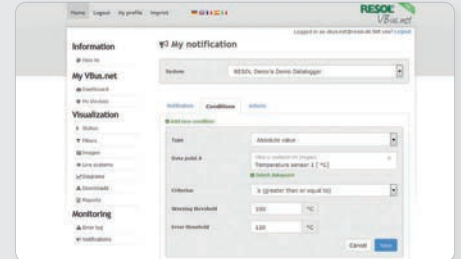 Home Logout My profile Imprint
RESOL
VBus.net
Information
My notification
System
RESOL Demo's Demo Datalogger
My VBus.net
Dashboard
My Devices
Notification Conditions Actions
Visualization
Add new condition
Status
Filters
Type
Absolute value
Images
Live systems
Data point A
Temperature sensor 1 [ °C]
Diagrams
Select datapoint
Downloads
Criterion
is (greater than or equal to)
Reports
Warning threshold
100
°C
Monitoring
Error threshold
120
°C
Error log
Notifications
Cancel
Save